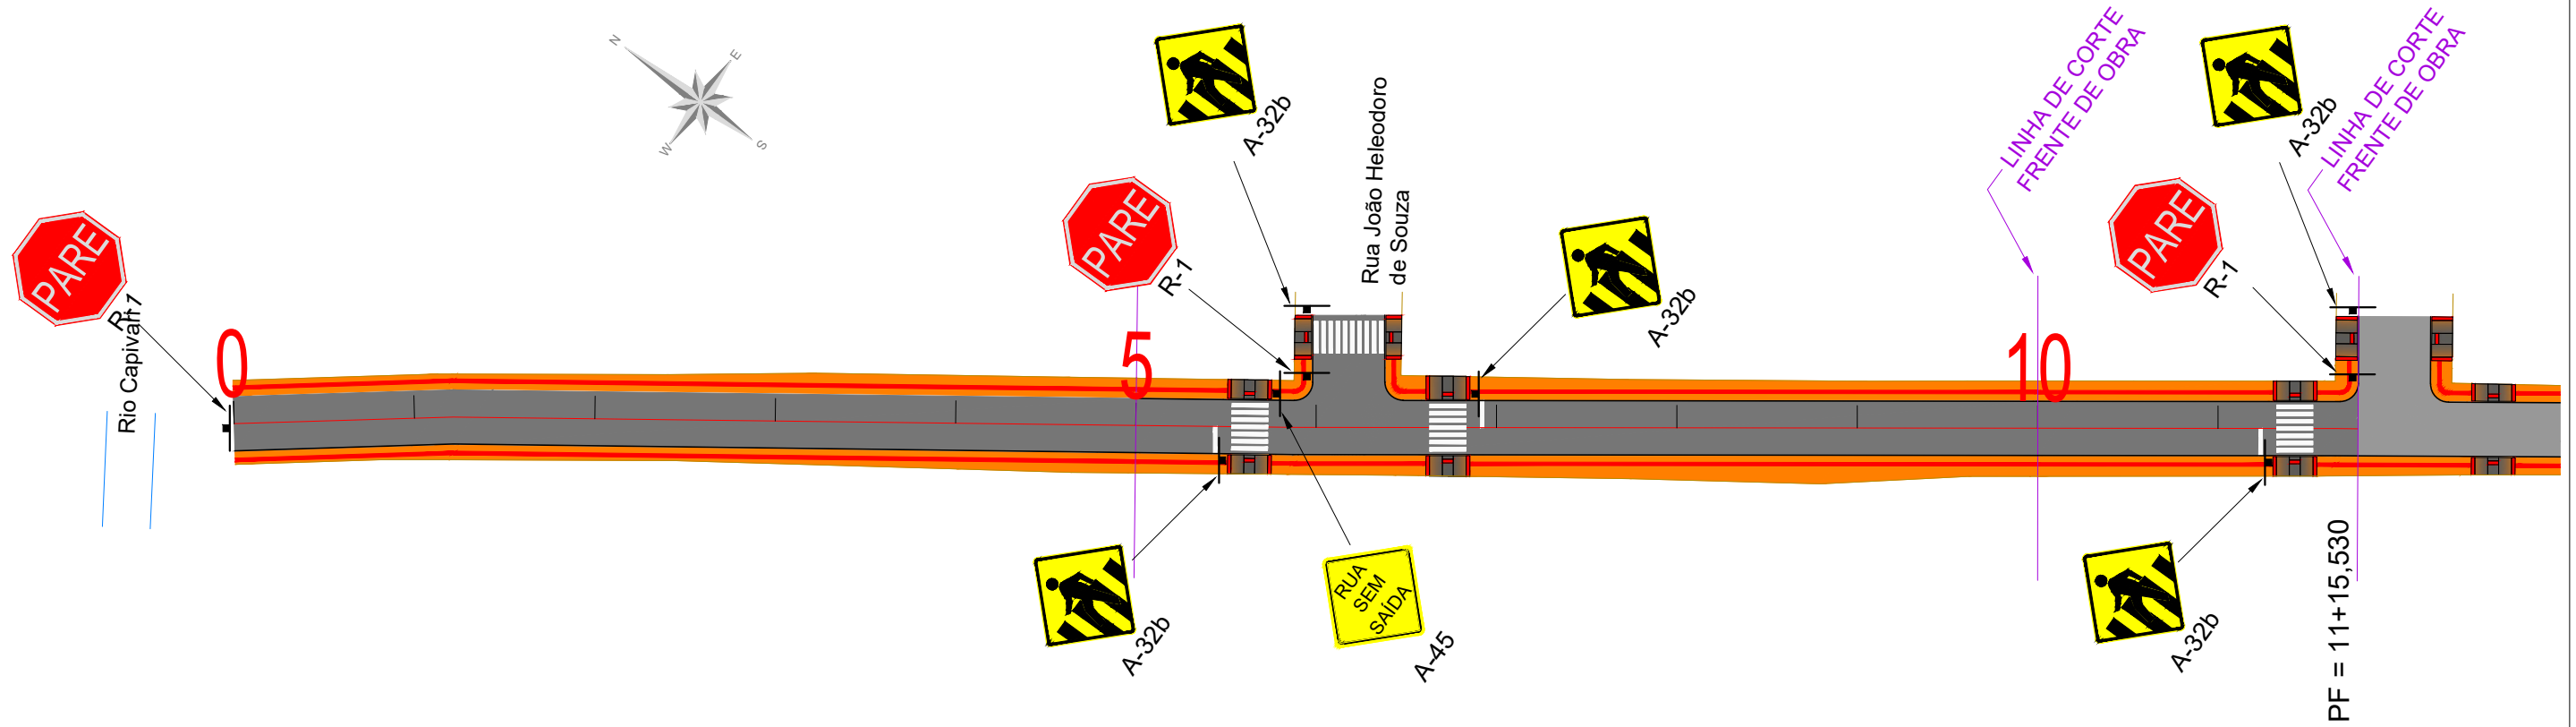 N
E
W
S
PARE
R-1
Rio Capivari
0
PARE
R-1
5
A-32b
Rua João Heleodoro
de Souza
A-32b
A-32b
RUA
SEM
SAÍDA
A-45
LINHA DE CORTE
FRENTE DE OBRA
10
PARE
R-1
A-32b
LINHA DE CORTE
FRENTE DE OBRA
A-32b
PF = 11+15,530